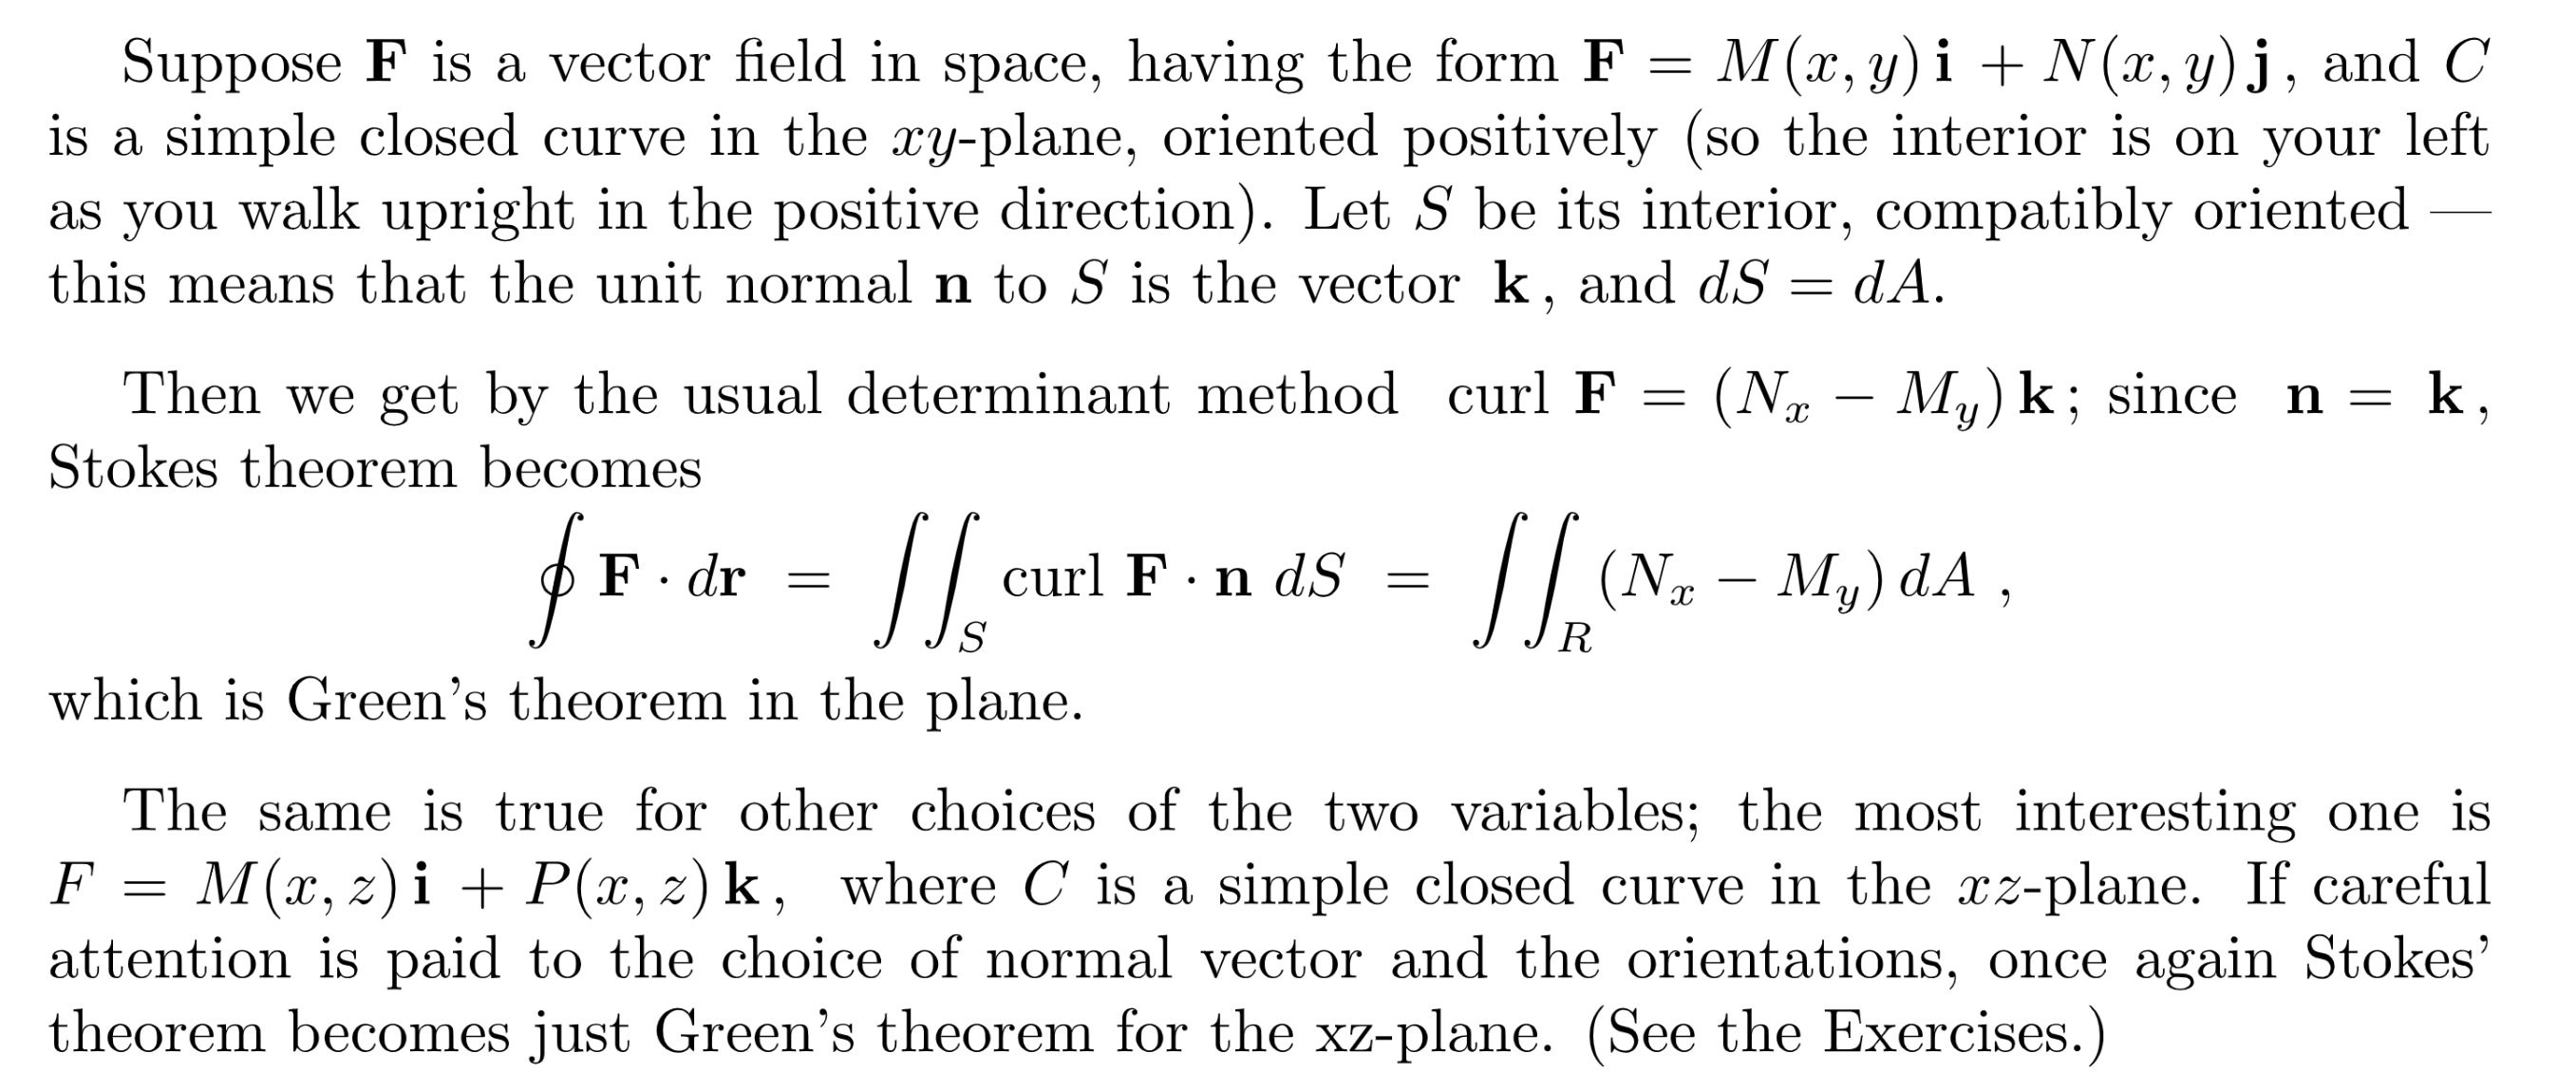 Suppose F is a vector field in space, having the form F = M(x, y) i + N(x, y) j, and C
is a simple closed curve in the xy-plane, oriented positively (so the interior is on your left
as you walk upright in the positive direction). Let S be its interior, compatibly oriented —
this means that the unit normal n to S is the vector k, and dS = dA.
Then we get by the usual determinant method curl F = (Nₓ − M_y) k; since n = k,
Stokes theorem becomes
∮ F · dr = ∬_S curl F · n dS = ∬_R (Nₓ − M_y) dA ,
which is Green's theorem in the plane.
The same is true for other choices of the two variables; the most interesting one is
F = M(x, z) i + P(x, z) k, where C is a simple closed curve in the xz-plane. If careful
attention is paid to the choice of normal vector and the orientations, once again Stokes'
theorem becomes just Green's theorem for the xz-plane. (See the Exercises.)